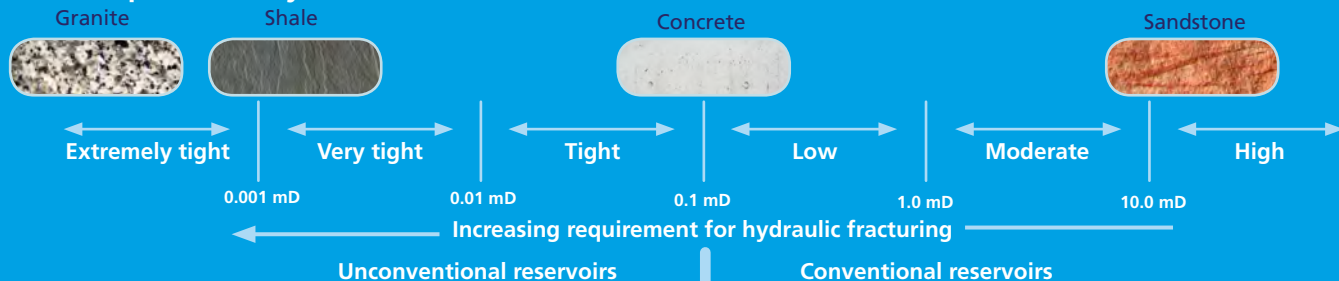 Granite
Shale
Concrete
Sandstone
Extremely tight
Very tight
Tight
Low
Moderate
High
0.001 mD
0.01 mD
0.1 mD
1.0 mD
10.0 mD
Increasing requirement for hydraulic fracturing
Unconventional reservoirs
Conventional reservoirs